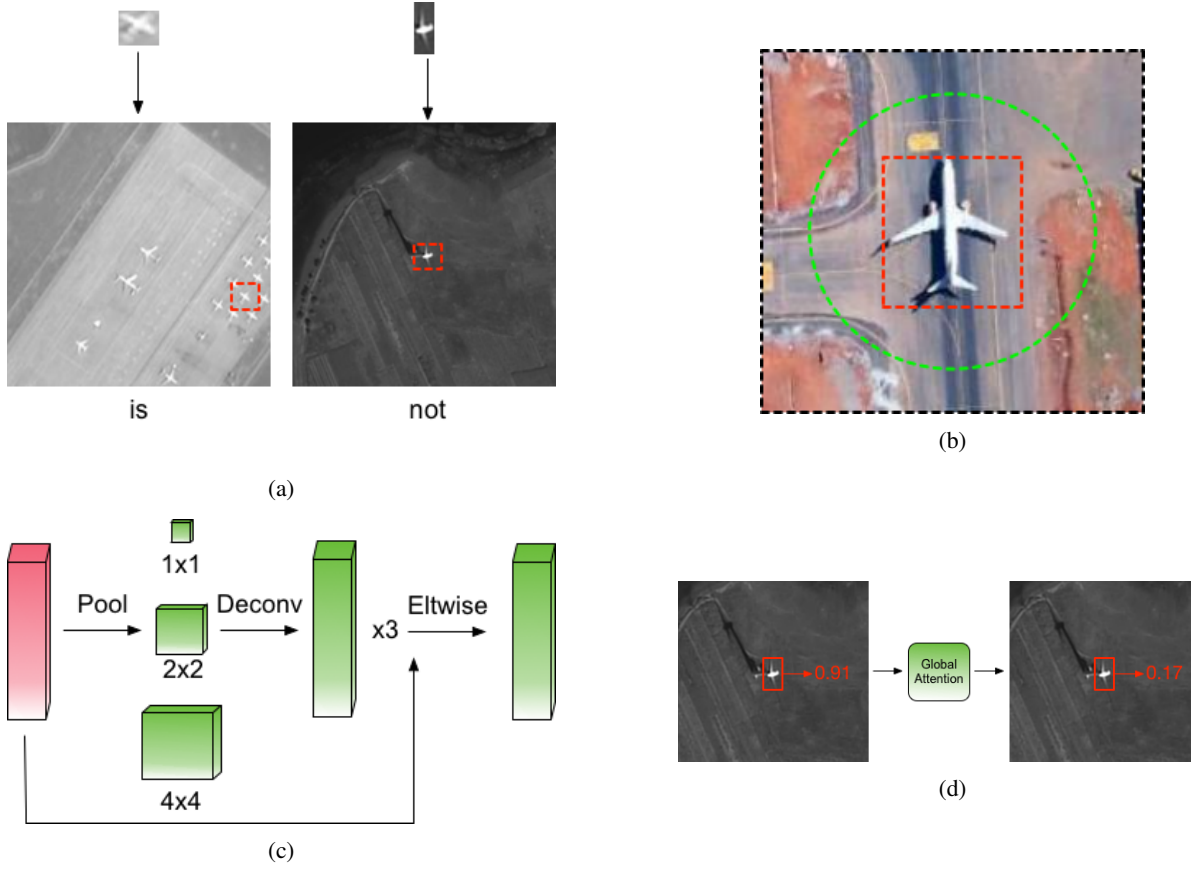 is
not
(a)
(b)
1x1
Pool
Deconv
Eltwise
x3
2x2
4x4
(c)
0.91
Global
Attention
0.17
(d)